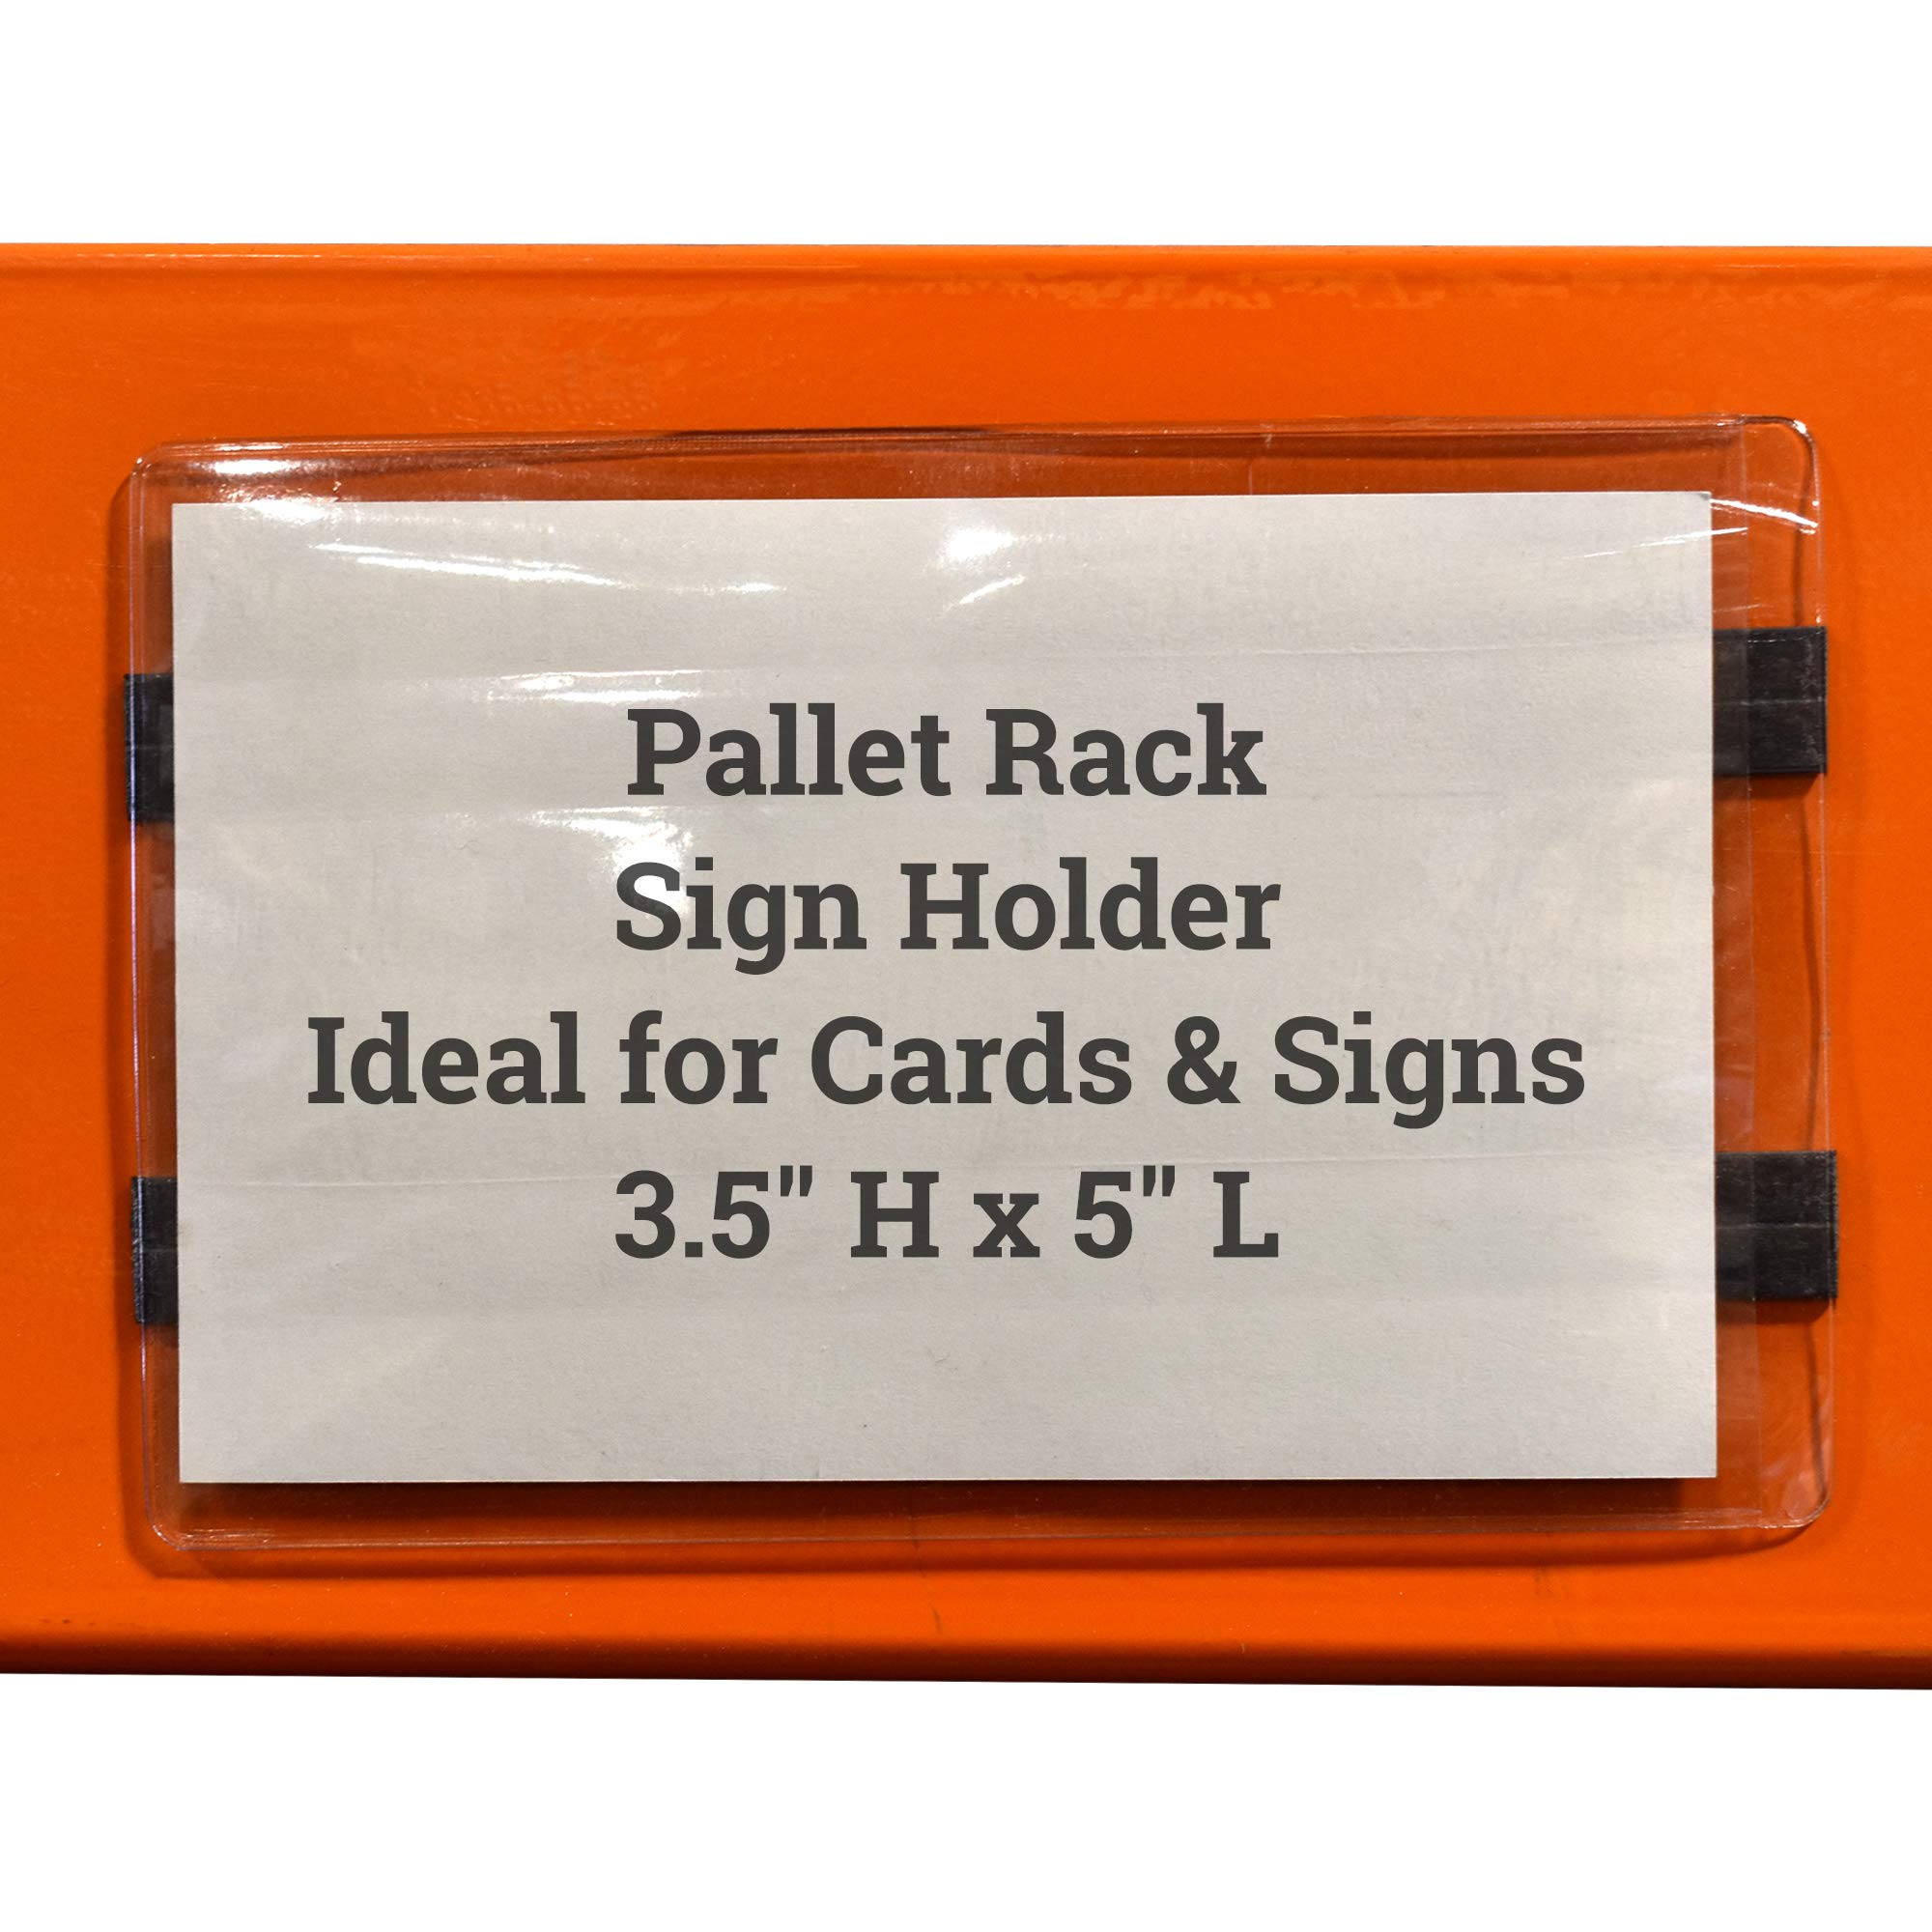 Pallet Rack
Sign Holder
Ideal for Cards & Signs
3.5" H x 5" L